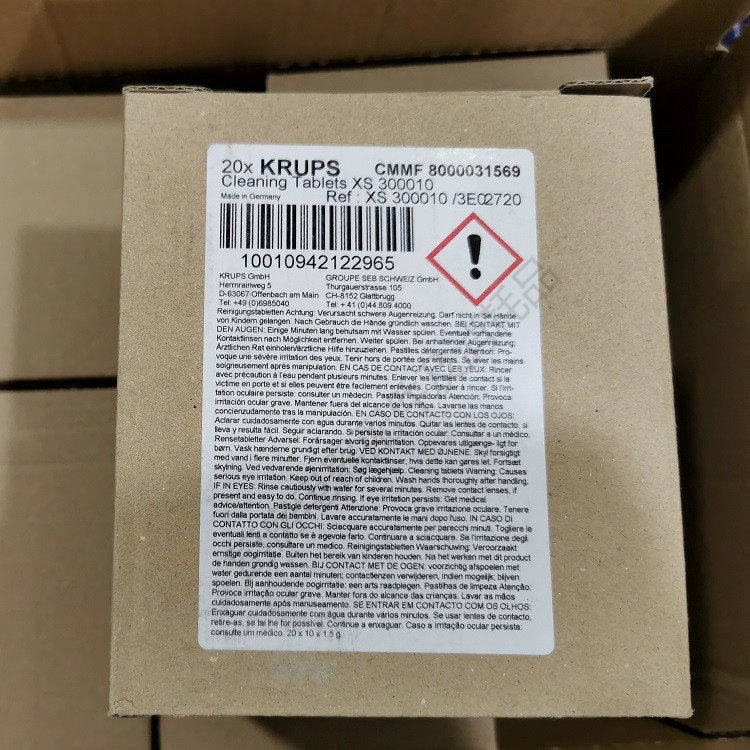 20x KRUPS CMMF 8000031569
Cleaning Tablets XS 300010
Made in Germany Ref : XS 300010 /3E02720
10010942122965
KRUPS GmbH GROUPE SEB SCHWEIZ GmbH
Herrnrainweg 5 Thurgauerstrasse 105
D-63067 Offenbach am Main CH-8152 Glattbrugg
Tel: +49 (0)6985040 Tel : + 41 (0)44.809.4000
Reinigungstabletten Achtung: Verursacht schwere Augenreizung. Darf nicht in die Hände
von Kindern gelangen. Nach Gebrauch die Hände gründlich waschen. BEI KONTAKT MIT
DEN AUGEN: Einige Minuten lang behutsam mit Wasser spülen. Eventuell vorhandene
Kontaktlinsen nach Möglichkeit entfernen. Weiter spülen. Bei anhaltender Augenreizung:
Ärztlichen Rat einholen/ärztliche Hilfe hinzuziehen. Pastilles détergentes Attention: Pro-
voque une sévère irritation des yeux. Tenir hors de portée des enfants. Se laver les mains
soigneusement après manipulation. EN CAS DE CONTACT AVEC LES YEUX: Rincer
avec précaution à l'eau pendant plusieurs minutes. Enlever les lentilles de contact si la
victime en porte et si elles peuvent être facilement enlevées. Continuer à rincer. Si l'irri-
tation oculaire persiste: consulter un médecin. Pastillas limpiadoras Atención: Provoca
irritación ocular grave. Mantener fuera del alcance de los niños. Lavarse las manos
concienzudamente tras la manipulación. EN CASO DE CONTACTO CON LOS OJOS:
Aclarar cuidadosamente con agua durante varios minutos. Quitar las lentes de contacto, si
lleva y resulta fácil. Seguir aclarando. Si persiste la irritación ocular: Consultar a un médico.
Rensetabletter Advarsel: Forårsager alvorlig øjenirritation. Opbevares utilgænge- ligt for
børn. Vask hænderne grundigt efter brug. VED KONTAKT MED ØJNENE: Skyl forsigtigt
med vand i flere minutter. Fjern eventuelle kontaktlinser, hvis dette kan gøres let. Fortsæt
skylning. Ved vedvarende øjenirritation: Søg lægehjælp. Cleaning tablets Warning: Causes
serious eye irritation. Keep out of reach of children. Wash hands thoroughly after handling.
IF IN EYES: Rinse cautiously with water for several minutes. Remove contact lenses, if
present and easy to do. Continue rinsing. If eye irritation persists: Get medical
advice/attention. Pastiglie detergenti Attenzione: Provoca grave irritazione oculare. Tenere
fuori dalla portata dei bambini. Lavare accuratamente le mani dopo l'uso. IN CASO DI
CONTATTO CON GLI OCCHI: Sciacquare accuratamente per parecchi minuti. Togliere le
eventuali lenti a contatto se è agevole farlo. Continuare a sciacquare. Se l'irritazione degli
occhi persiste, consultare un medico. Reinigingstabletten Waarschuwing: Veroorzaakt
ernstige oogirritatie. Buiten het bereik van kinderen houden. Na het werken met dit product
de handen grondig wassen. BIJ CONTACT MET DE OGEN: voorzichtig afspoelen met
water gedurende een aantal minuten; contactlenzen verwijderen, indien mogelijk; blijven
spoelen. Bij aanhoudende oogirritatie: een arts raadplegen. Pastilhas de limpeza Atenção:
Provoca irritação ocular grave. Manter fora do alcance das crianças. Lavar as mãos
cuidadosamente após manuseamento. SE ENTRAR EM CONTACTO COM OS OLHOS:
Enxaguar cuidadosamente com água durante vários minutos. Se usar lentes de contacto,
retire-as, se tal lhe for possível. Continue a enxaguar. Caso a irritação ocular persista:
consulte um médico. 20 x 10 x 1.5 g